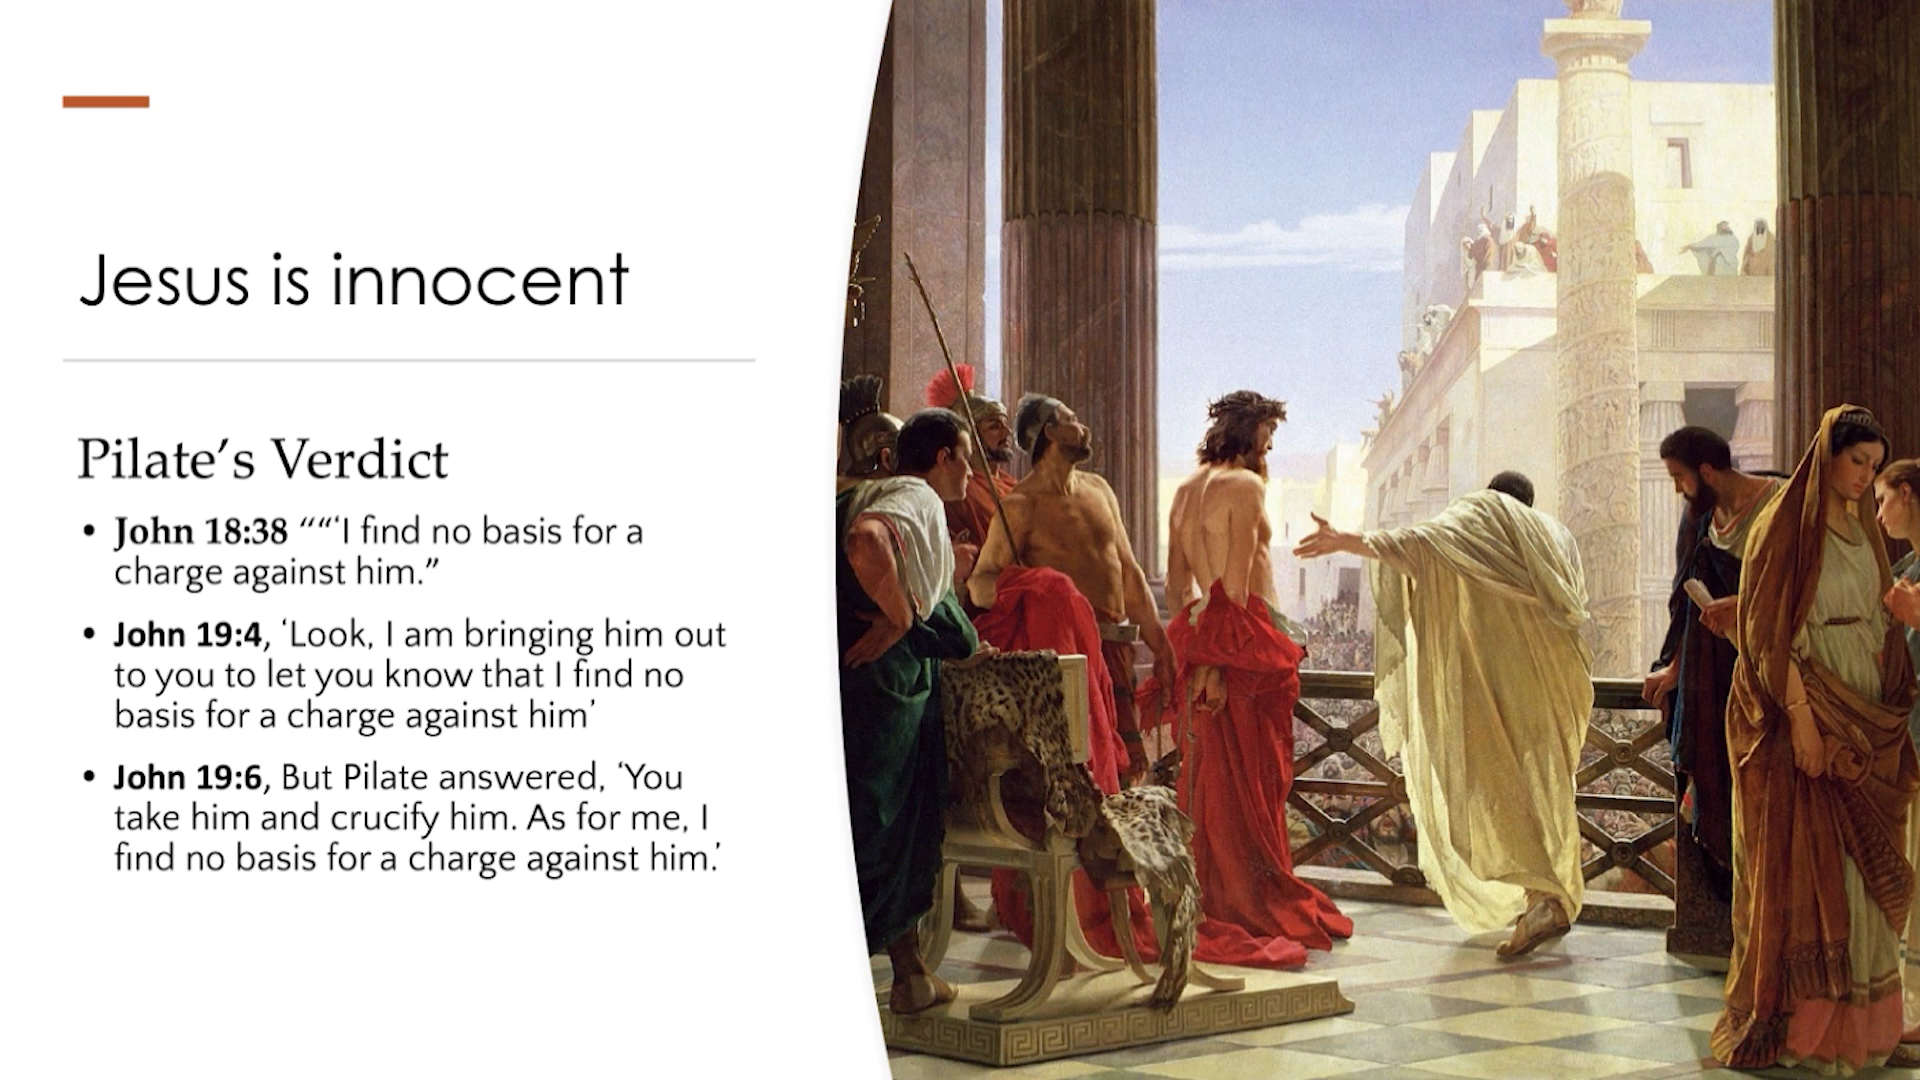 Jesus is innocent
Pilate’s Verdict
• John 18:38 “““‘I find no basis for a
charge against him.”
• John 19:4, ‘Look, I am bringing him out
to you to let you know that I find no
basis for a charge against him’
• John 19:6, But Pilate answered, ‘You
take him and crucify him. As for me, I
find no basis for a charge against him.’